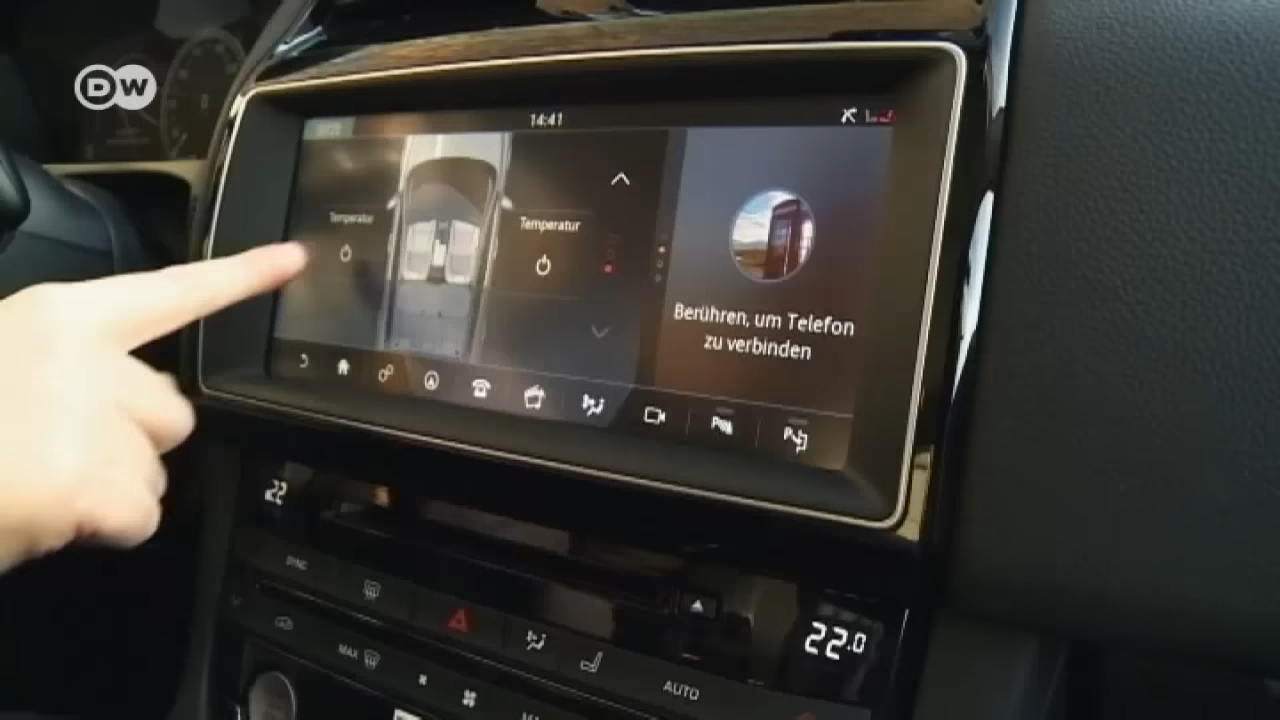 DW
14:41
Temperatur
Temperatur
Berühren, um Telefon
zu verbinden
22
22.0
SYNC
MAX
AUTO